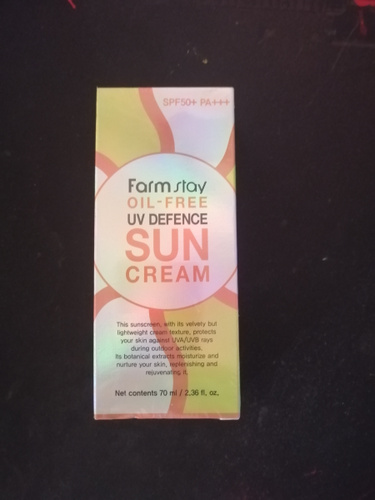 SPF50+ PA+++
Farmstay
OIL-FREE
UV DEFENCE
SUN
CREAM
This sunscreen, with its velvety but
lightweight cream texture, protects
your skin against UVA/UVB rays
during outdoor activities.
Its botanical extracts moisturize and
nurture your skin, replenishing and
rejuvenating it.
Net contents 70 ml / 2.36 fl. oz.